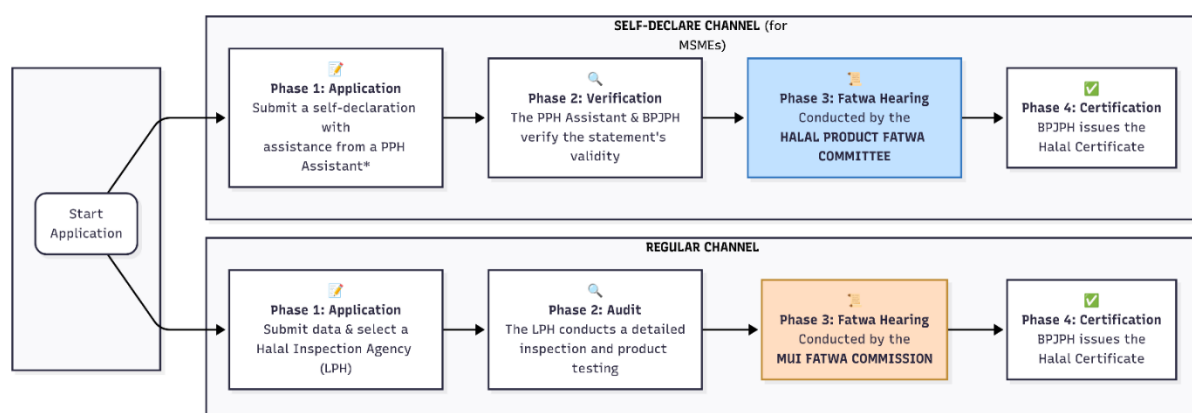 SELF-DECLARE CHANNEL (for
MSMEs)
Start
Application
Phase 1: Application
Submit a self-declaration
with
assistance from a PPH
Assistant*
Phase 2: Verification
The PPH Assistant & BPJPH
verify the statement's
validity
Phase 3: Fatwa Hearing
Conducted by the
HALAL PRODUCT FATWA
COMMITTEE
Phase 4: Certification
BPJPH issues the
Halal Certificate
REGULAR CHANNEL
Phase 1: Application
Submit data & select a
Halal Inspection Agency
(LPH)
Phase 2: Audit
The LPH conducts a detailed
inspection and product
testing
Phase 3: Fatwa Hearing
Conducted by the
MUI FATWA COMMISSION
Phase 4: Certification
BPJPH issues the
Halal Certificate